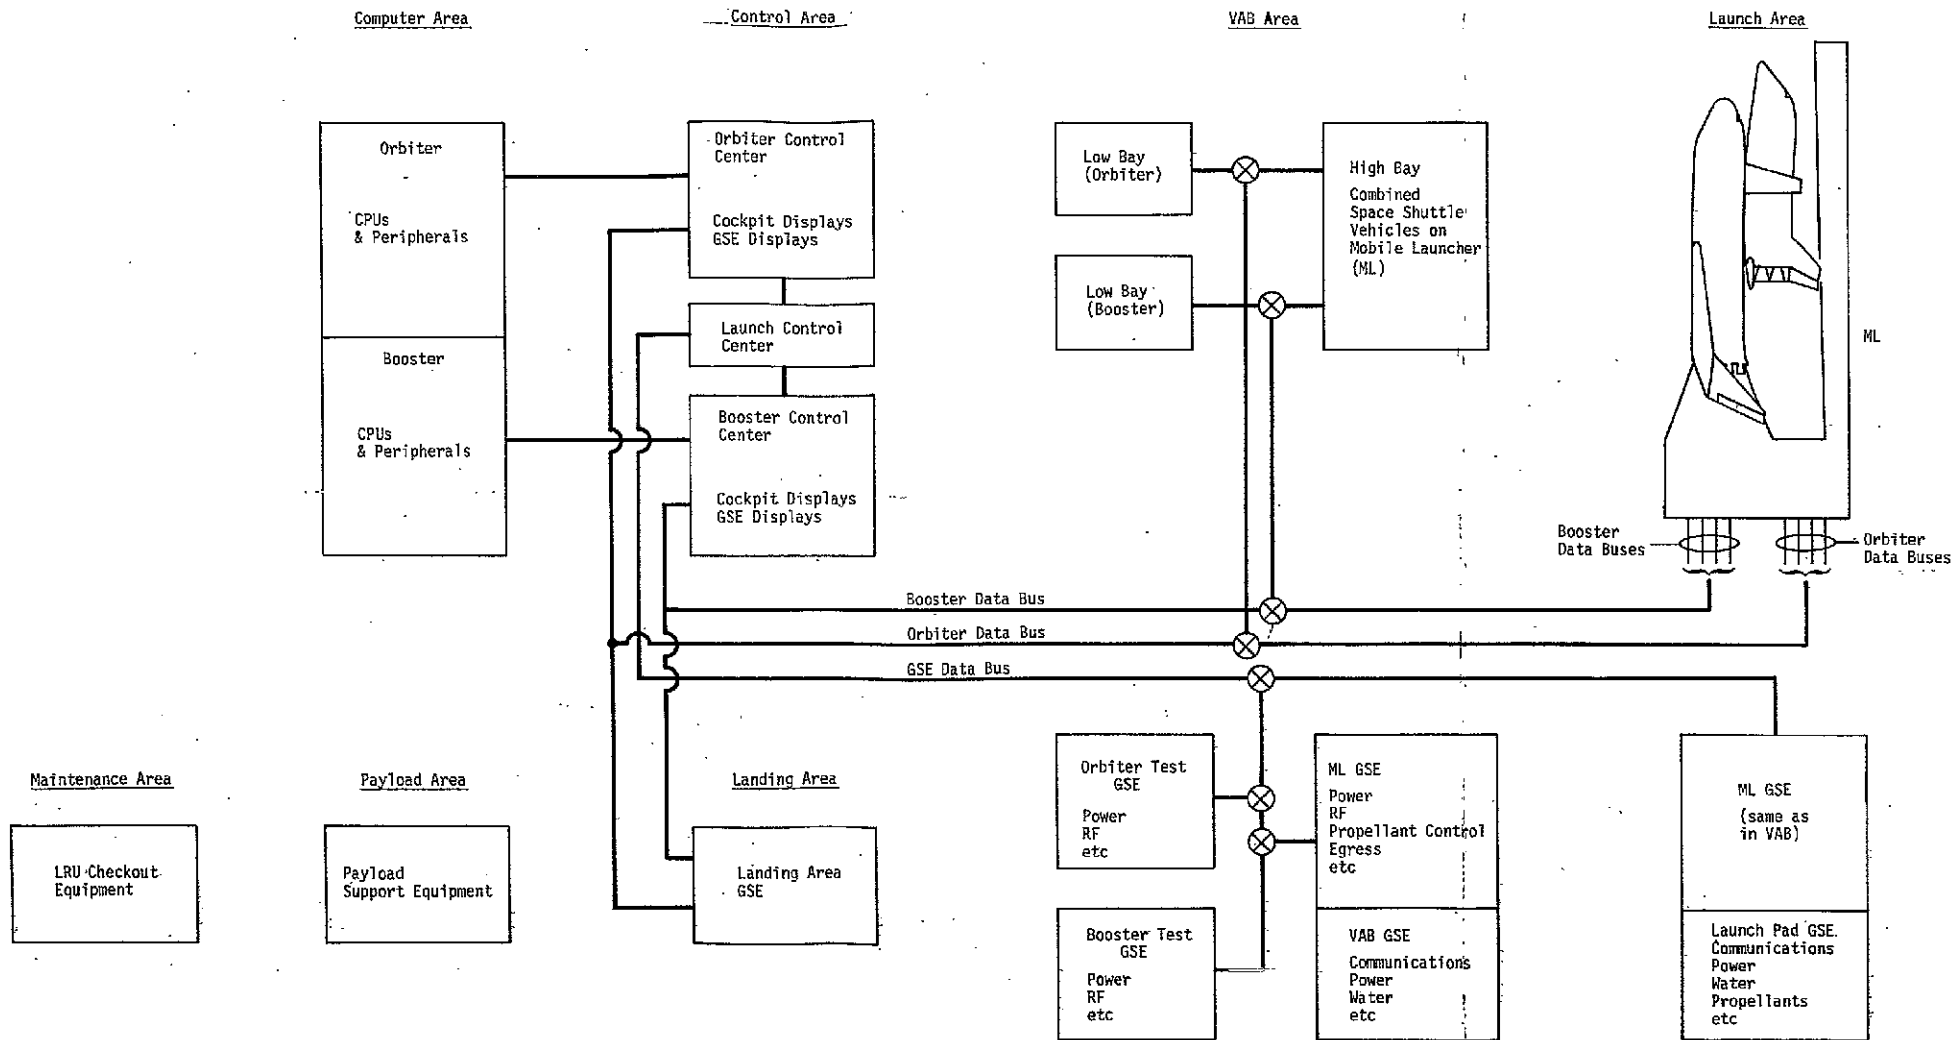 Computer Area
Control Area
VAB Area
Launch Area
Orbiter
CPUs
& Peripherals
Booster
CPUs
& Peripherals
Orbiter Control
Center
Cockpit Displays
GSE Displays
Launch Control
Center
Booster Control
Center
Cockpit Displays
GSE Displays
Low Bay
(Orbiter)
Low Bay
(Booster)
High Bay
Combined
Space Shuttle
Vehicles on
Mobile Launcher
(ML)
ML
Booster
Data Buses
Orbiter
Data Buses
Booster Data Bus
Orbiter Data Bus
GSE Data Bus
Maintenance Area
Payload Area
Landing Area
LRU Checkout
Equipment
Payload
Support Equipment
Landing Area
GSE
Orbiter Test
GSE
Power
RF
etc
Booster Test
GSE
Power
RF
etc
ML GSE
Power
RF
Propellant Control
Egress
etc
VAB GSE
Communications
Power
Water
etc
ML GSE
(same as
in VAB)
Launch Pad GSE
Communications
Power
Water
Propellants
etc